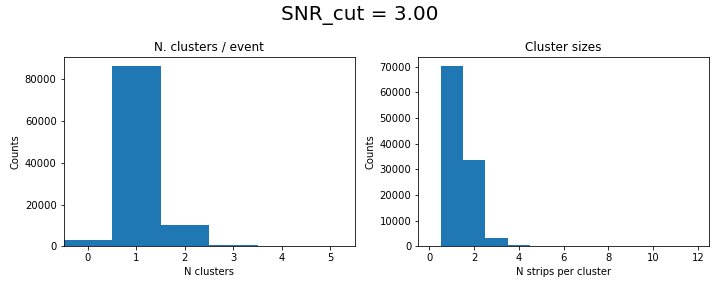 SNR_cut = 3.00
N. clusters / event
Counts
80000
60000
40000
20000
0
0 1 2 3 4 5
N clusters
Cluster sizes
Counts
70000
60000
50000
40000
30000
20000
10000
0
0 2 4 6 8 10 12
N strips per cluster